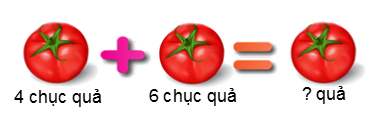 4 chục quả 6 chục quả ? quả